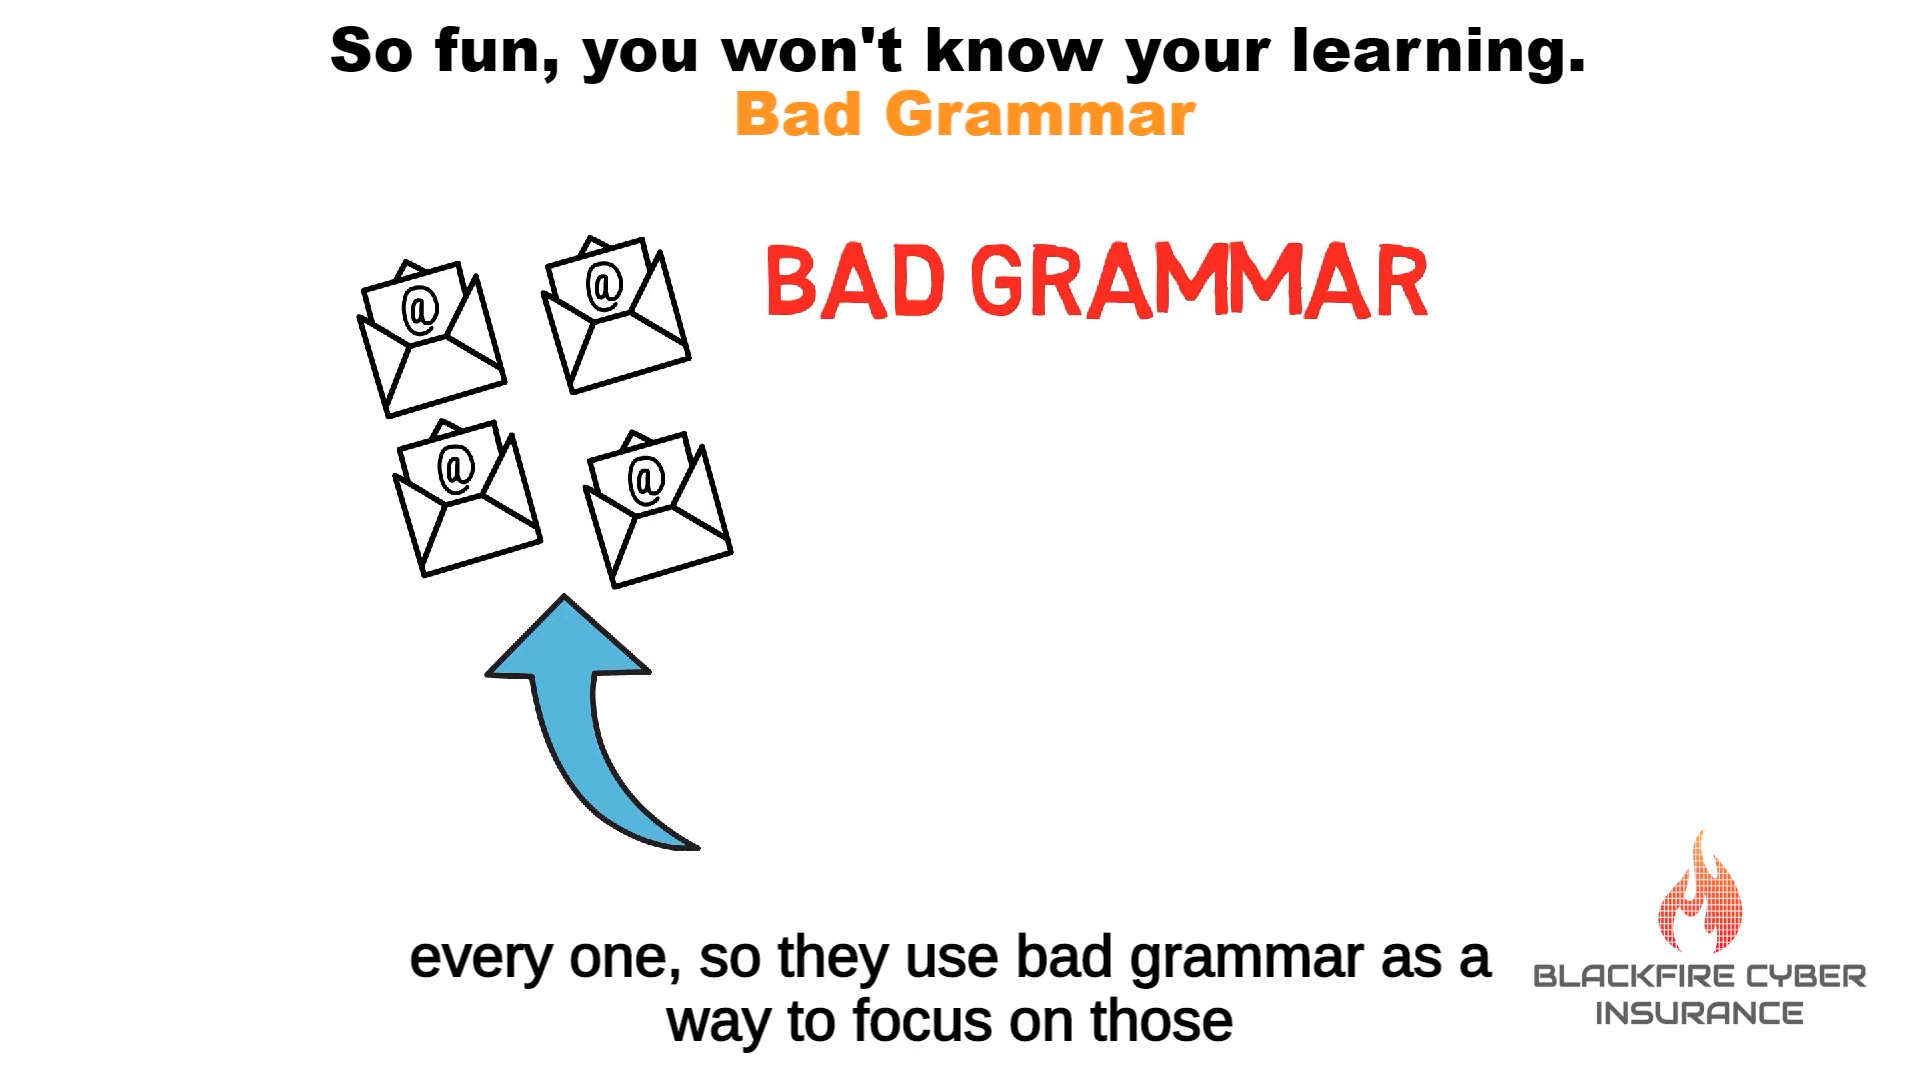 So fun, you won't know your learning.
Bad Grammar
@
@
BAD GRAMMAR
@
@
every one, so they use bad grammar as a
way to focus on those
BLACKFIRE CYBER
INSURANCE